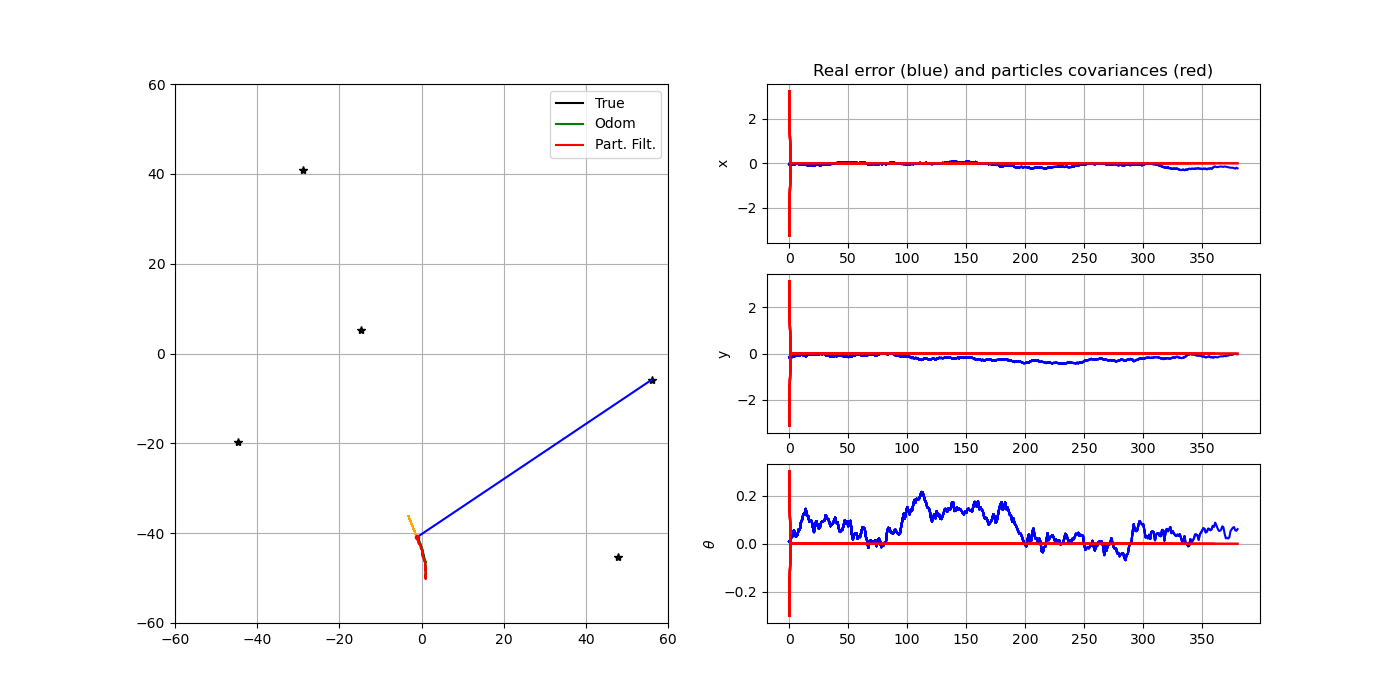 60
40
20
0
−20
−40
−60
−60 −40 −20 0 20 40 60
True
Odom
Part. Filt.
Real error (blue) and particles covariances (red)
x
2
0
−2
0 50 100 150 200 250 300 350
y
2
0
−2
0 50 100 150 200 250 300 350
θ
0.2
0.0
−0.2
0 50 100 150 200 250 300 350